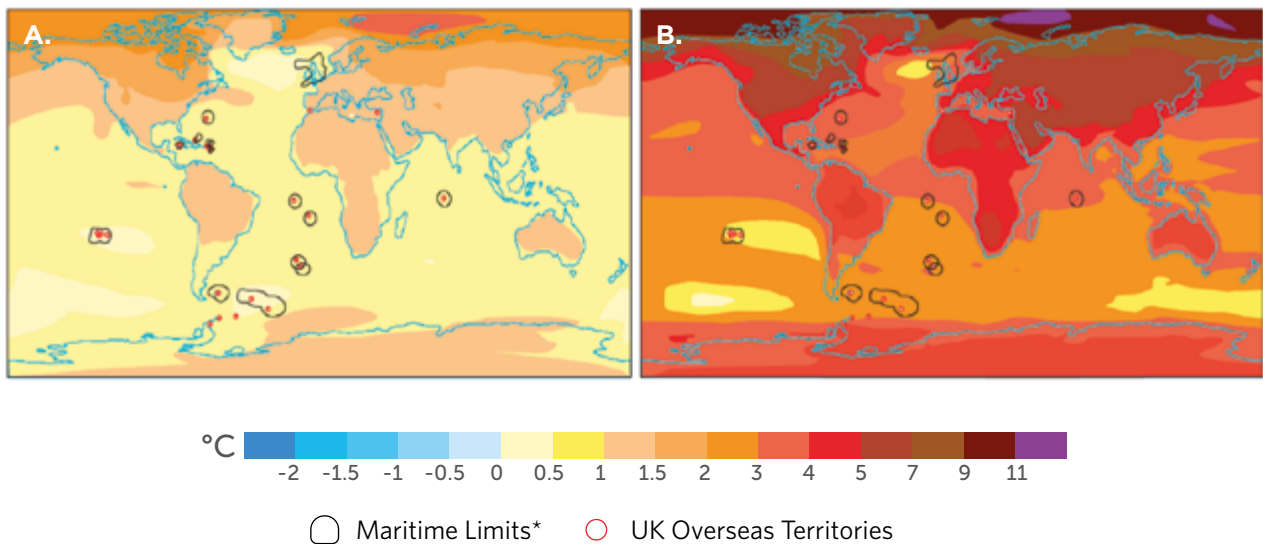 A.
B.
°C
-2 -1.5 -1 -0.5 0 0.5 1 1.5 2 3 4 5 7 9 11
Maritime Limits* UK Overseas Territories